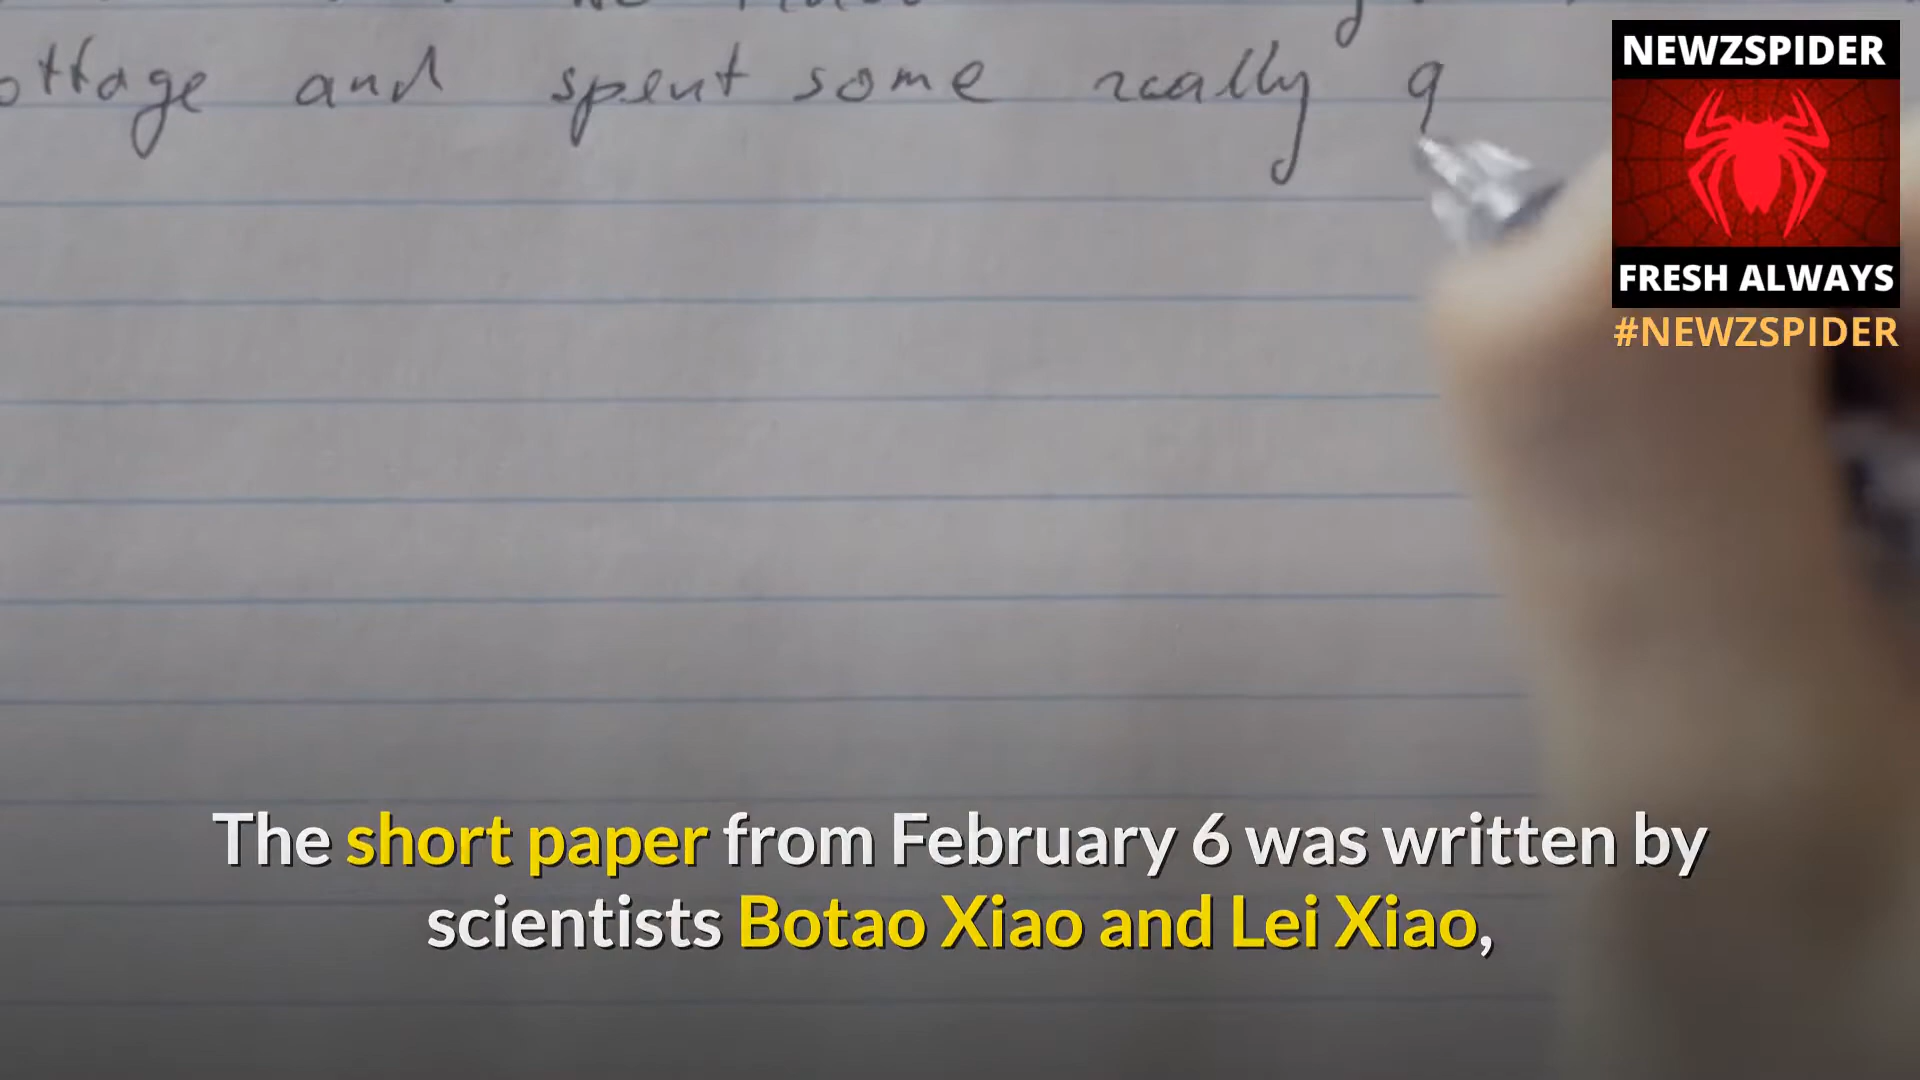 ottage and spent some really q
NEWZSPIDER
FRESH ALWAYS
#NEWZSPIDER
The short paper from February 6 was written by
scientists Botao Xiao and Lei Xiao,